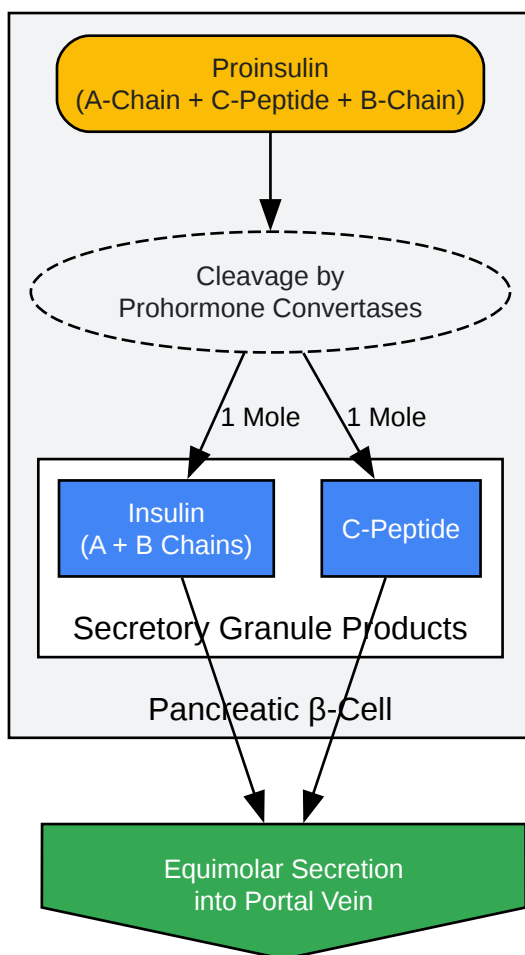 Proinsulin
(A-Chain + C-Peptide + B-Chain)
Cleavage by
Prohormone Convertases
1 Mole
1 Mole
Insulin
(A + B Chains)
C-Peptide
Secretory Granule Products
Pancreatic β-Cell
Equimolar Secretion
into Portal Vein